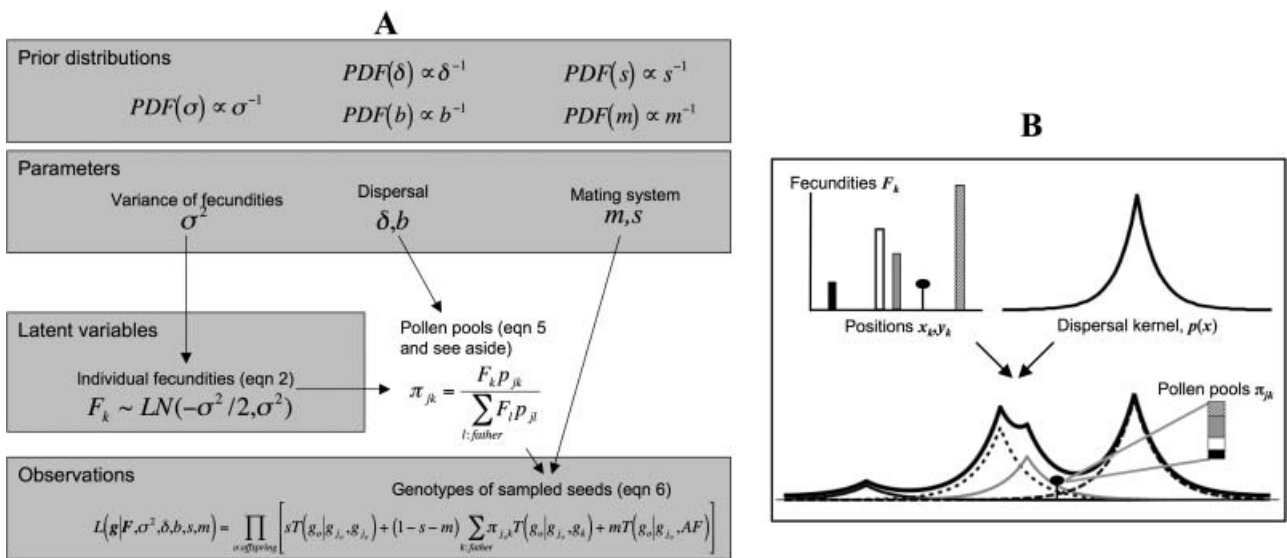 A
Prior distributions
PDF(δ) ∝ δ⁻¹
PDF(s) ∝ s⁻¹
PDF(σ) ∝ σ⁻¹
PDF(b) ∝ b⁻¹
PDF(m) ∝ m⁻¹
Parameters
Variance of fecundities
σ²
Dispersal
δ,b
Mating system
m,s
Latent variables
Individual fecundities (eqn 2)
F_k ~ LN(−σ²/2,σ²)
Pollen pools (eqn 5
and see aside)
π_jk = F_k p_jk / ∑_{l:father} F_l p_jl
Observations
Genotypes of sampled seeds (eqn 6)
L(g|F,σ²,δ,b,s,m) = ∏_{o offspring} [sT(g_o|g_{j_o},g_{j_o}) + (1−s−m) ∑_{k:father} π_{j_o k} T(g_o|g_{j_o},g_k) + mT(g_o|g_{j_o},AF)]
B
Fecundities F_k
Positions x_k,y_k
Dispersal kernel, p(x)
Pollen pools π_jk